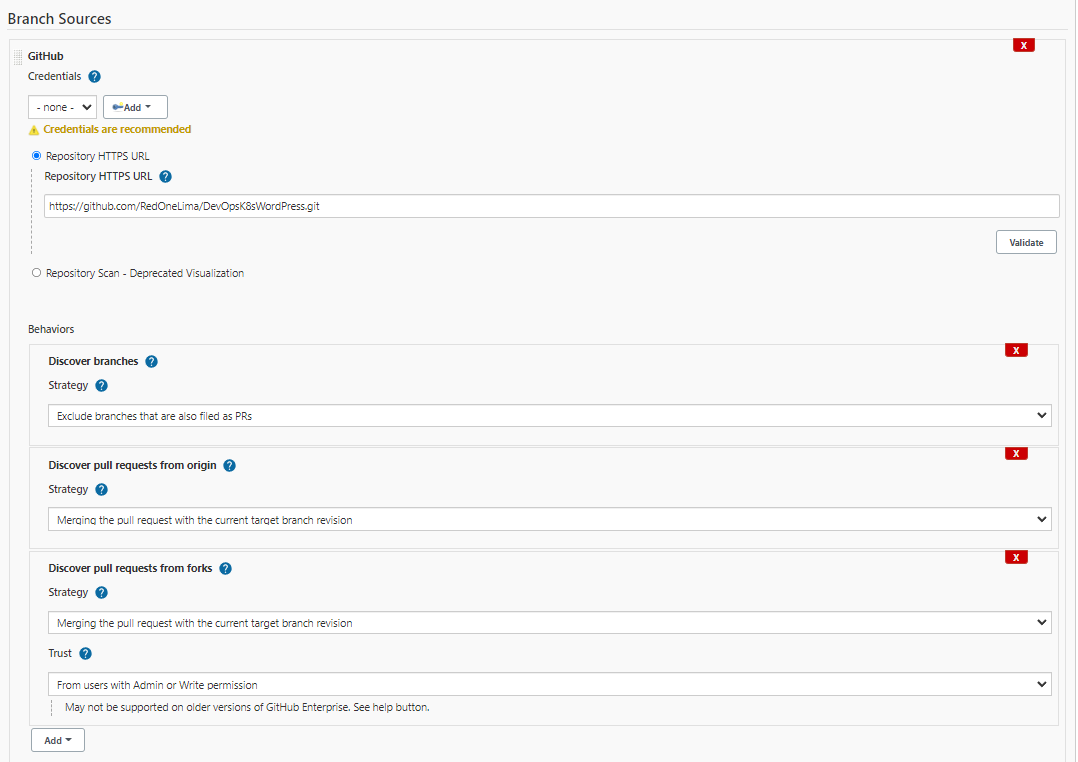 Branch Sources
X
GitHub
Credentials ?
- none - Add
Credentials are recommended
Repository HTTPS URL
Repository HTTPS URL ?
https://github.com/RedOneLima/DevOpsK8sWordPress.git
Validate
Repository Scan - Deprecated Visualization
Behaviors
X
Discover branches ?
Strategy ?
Exclude branches that are also filed as PRs
X
Discover pull requests from origin ?
Strategy ?
Merging the pull request with the current target branch revision
X
Discover pull requests from forks ?
Strategy ?
Merging the pull request with the current target branch revision
Trust ?
From users with Admin or Write permission
May not be supported on older versions of GitHub Enterprise. See help button.
Add